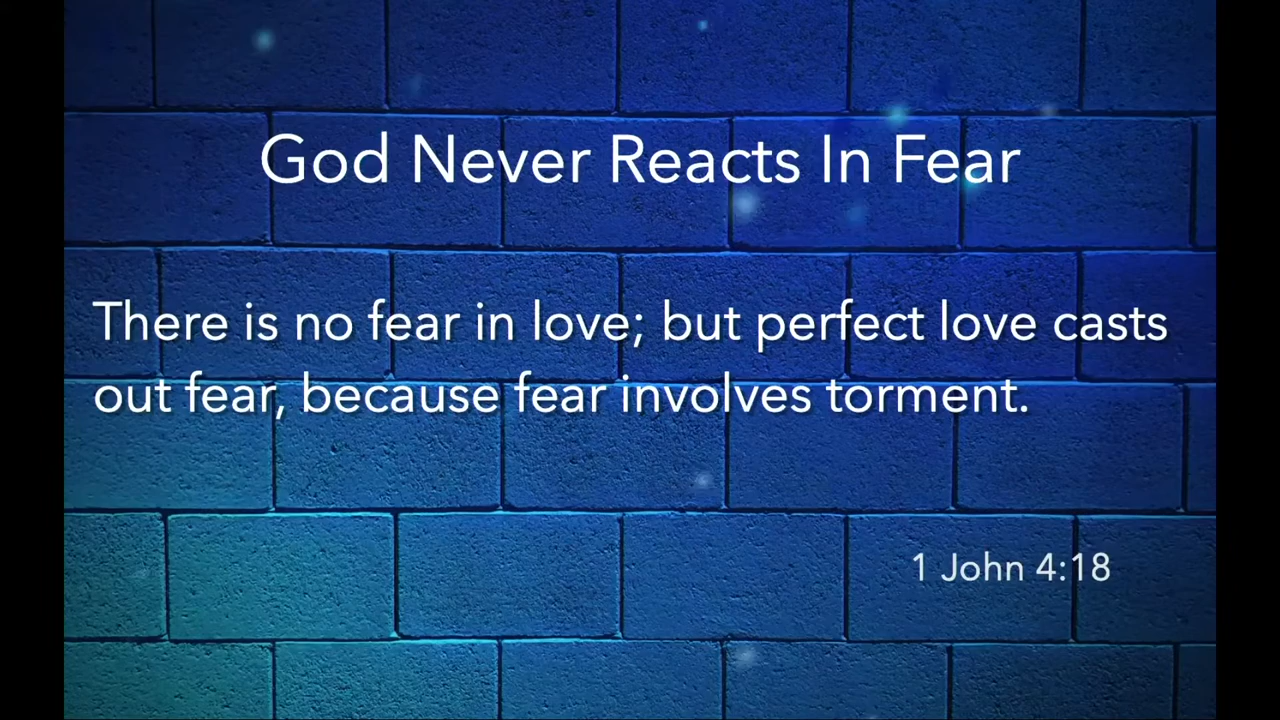 God Never Reacts In Fear
There is no fear in love; but perfect love casts
out fear, because fear involves torment.
1 John 4:18